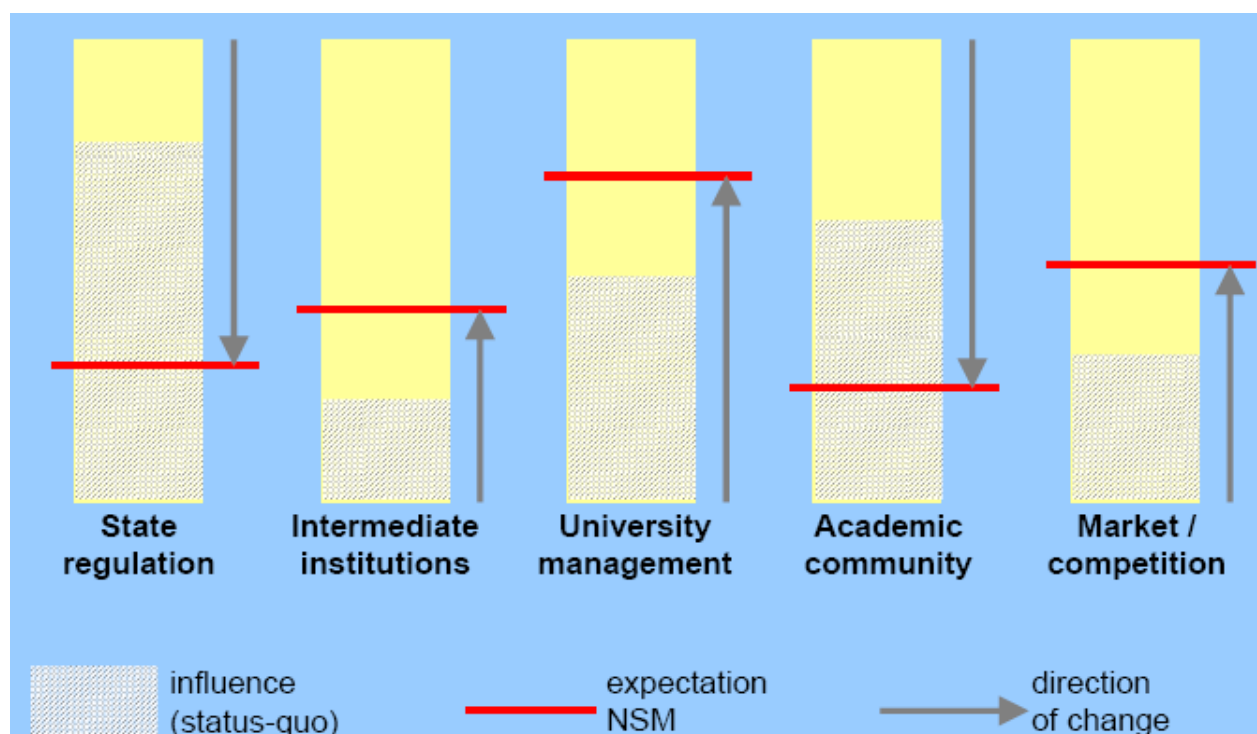 State
regulation
Intermediate
institutions
University
management
Academic
community
Market /
competition
influence
(status-quo)
expectation
NSM
direction
of change